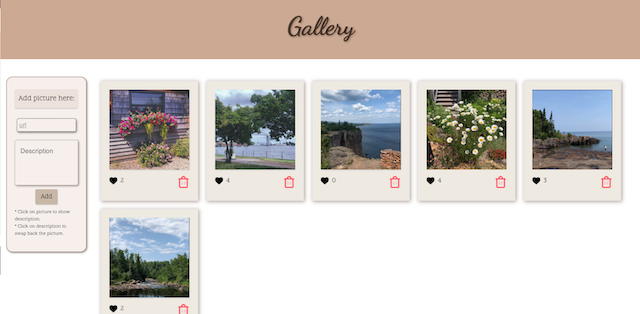 Gallery
Add picture here:
url
Description
Add
* Click on picture to show
description.
* Click on description to
swap back the picture.
2
4
0
4
3
2